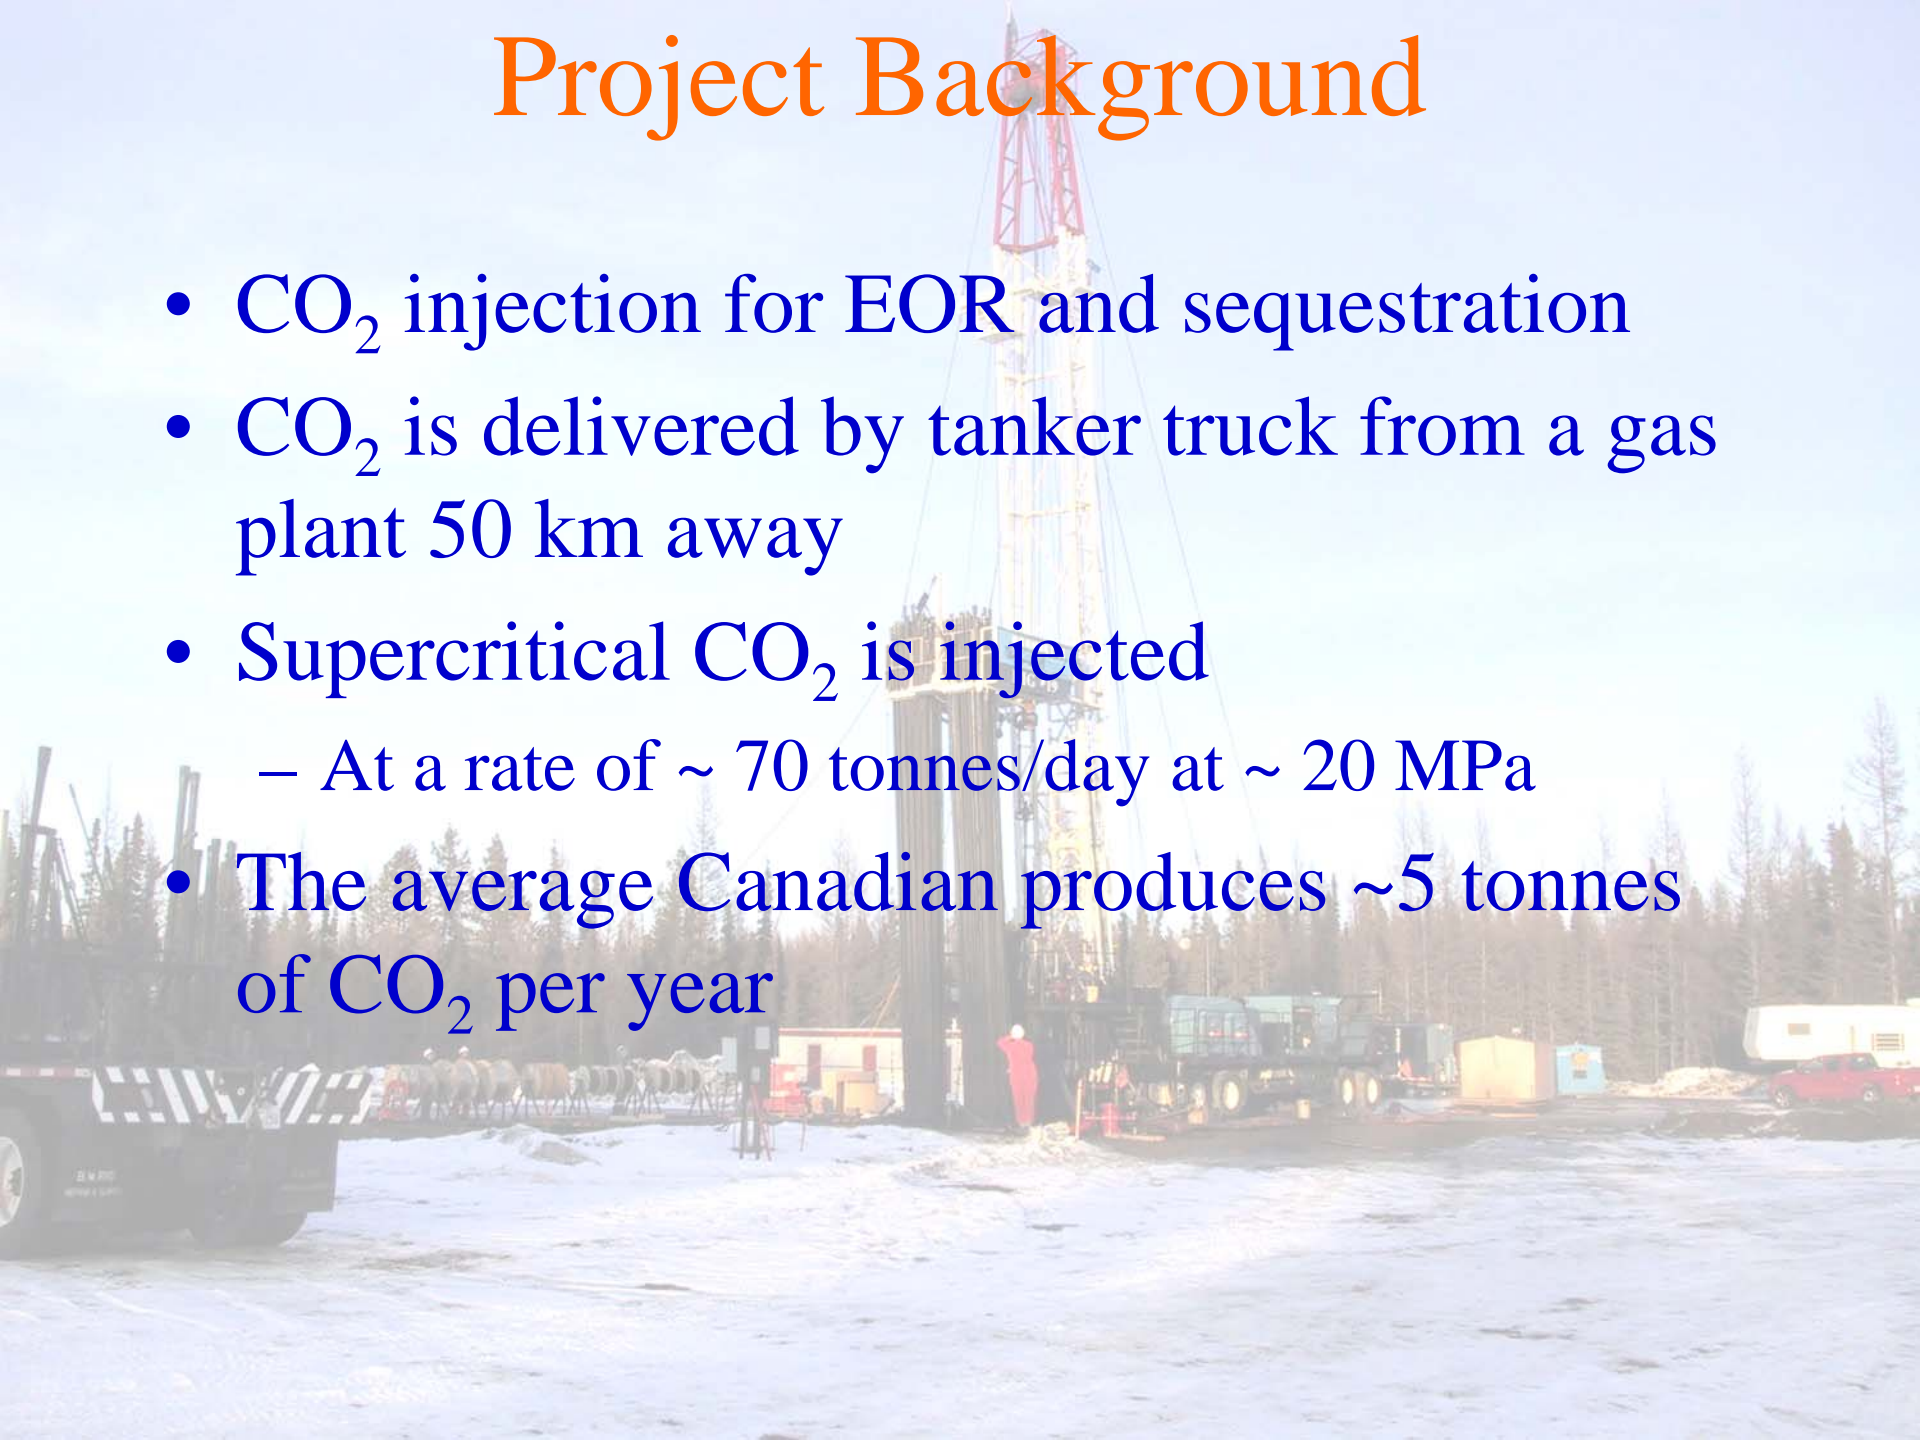 Project Background
• CO₂ injection for EOR and sequestration
• CO₂ is delivered by tanker truck from a gas
plant 50 km away
• Supercritical CO₂ is injected
– At a rate of ~ 70 tonnes/day at ~ 20 MPa
• The average Canadian produces ~5 tonnes
of CO₂ per year